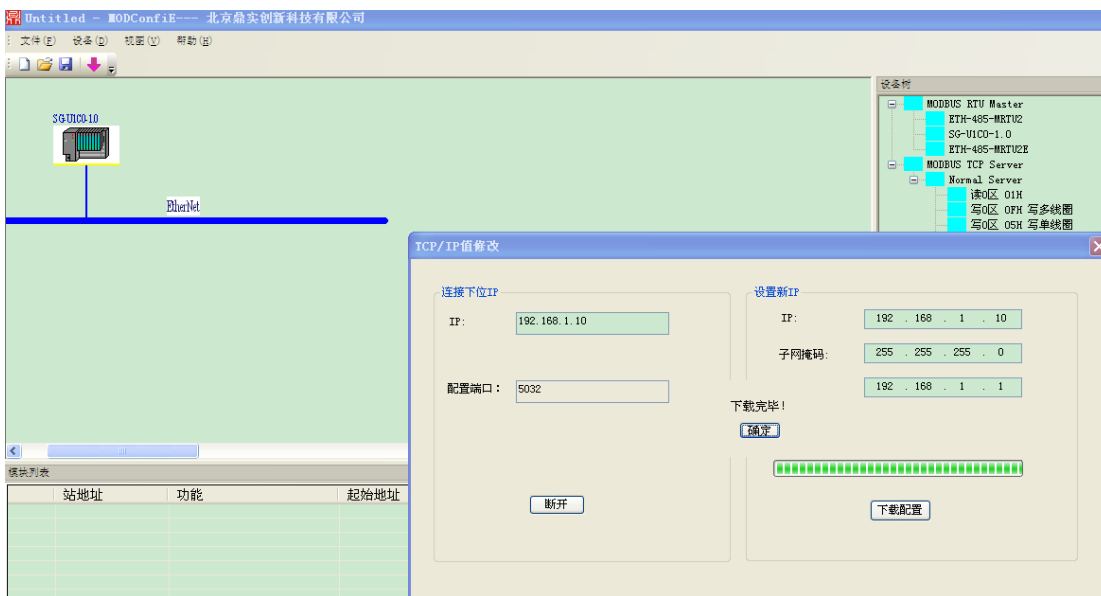 Untitled - MODConfiE--- 北京鼎实创新科技有限公司
文件(F) 设备(D) 视图(V) 帮助(H)
设备树
MODBUS RTU Master
ETH-485-MRTU2
SG-U1C0-1.0
ETH-485-MRTU2E
MODBUS TCP Server
Normal Server
读0区 01H
写0区 0FH 写多线圈
写0区 05H 写单线圈
SG-U1C0-1.0
EtherNet
TCP/IP值修改
连接下位IP
IP: 192.168.1.10
配置端口: 5032
断开
设置新IP
IP: 192 . 168 . 1 . 10
子网掩码: 255 . 255 . 255 . 0
192 . 168 . 1 . 1
下载完毕!
确定
下载配置
模块列表
站地址 功能 起始地址